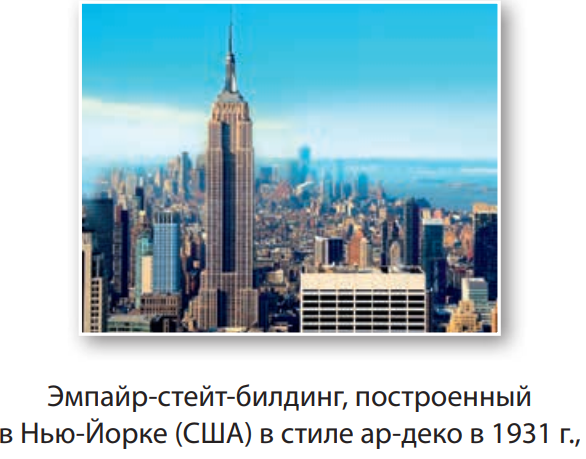 Эмпайр-стейт-билдинг, построенный
в Нью-Йорке (США) в стиле ар-деко в 1931 г.,